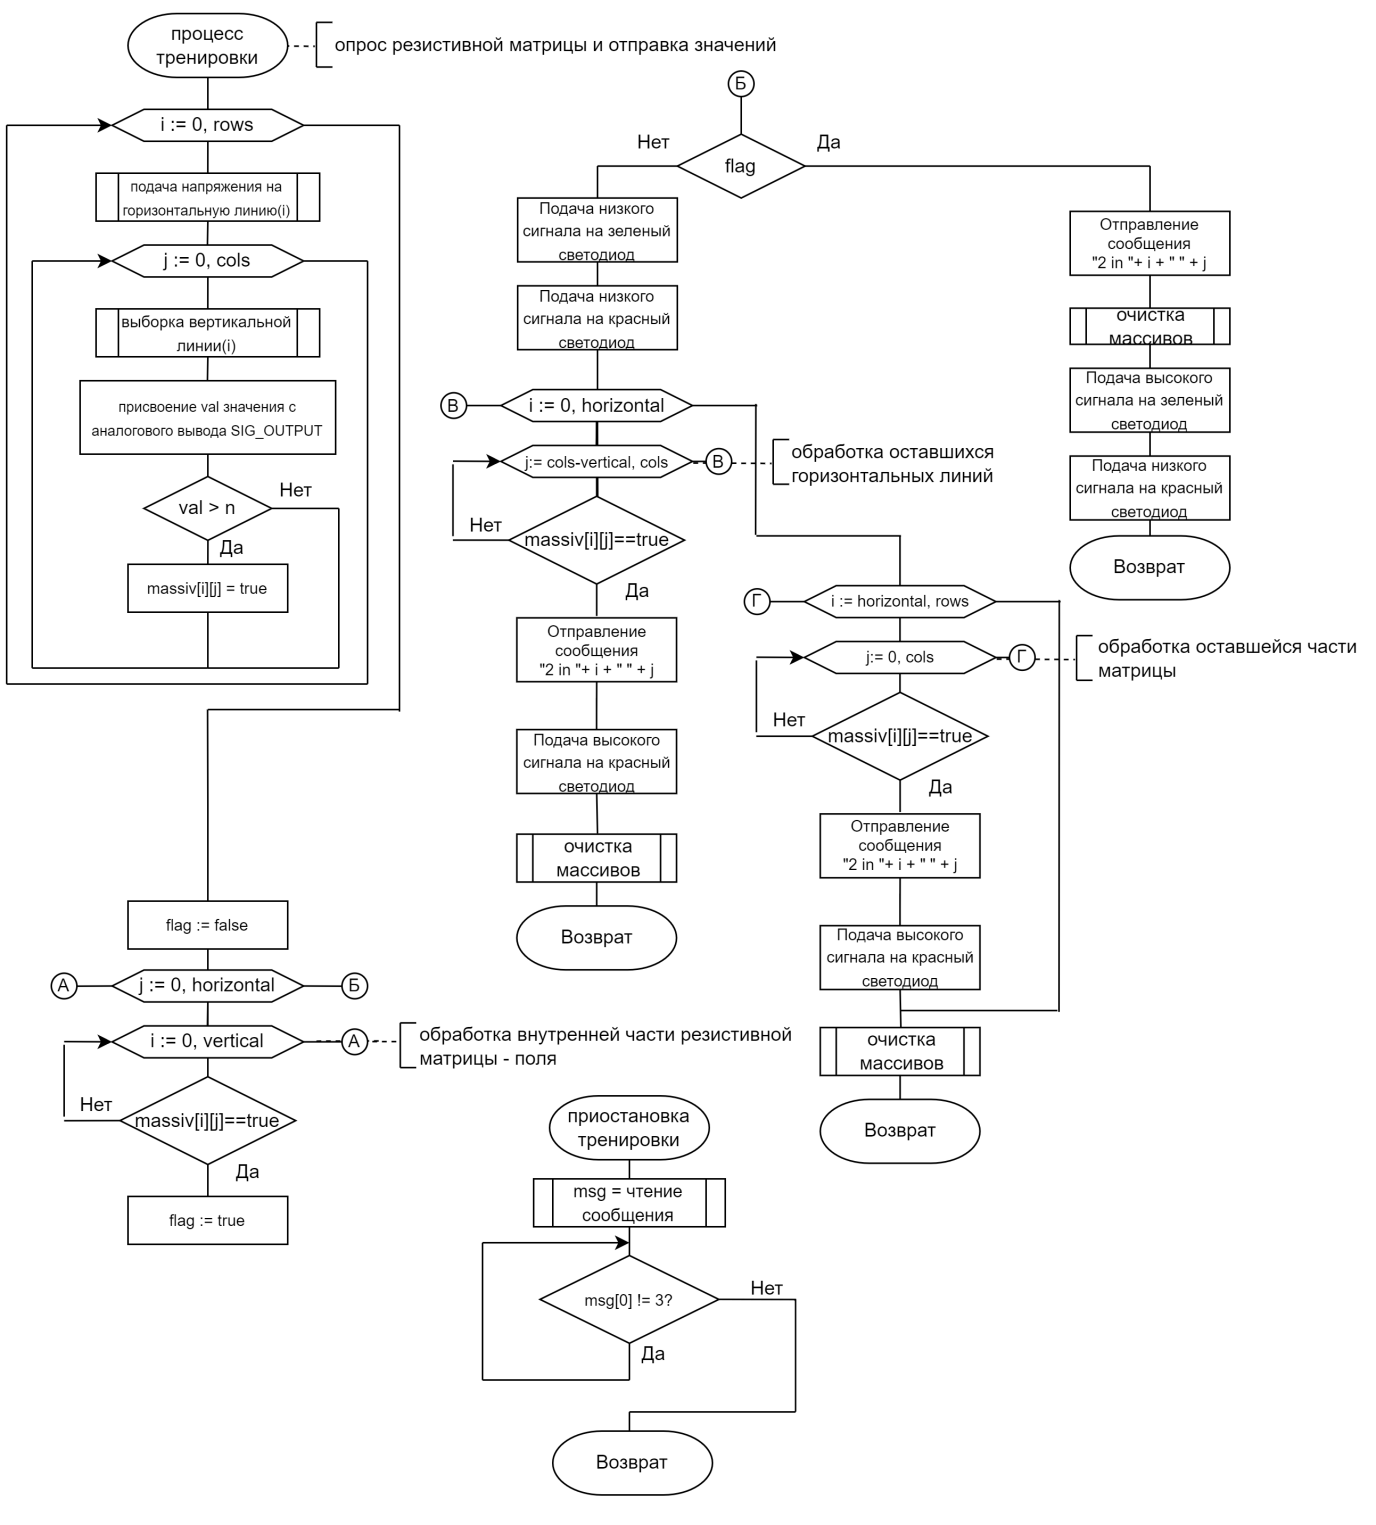 процесс
тренировки
опрос резистивной матрицы и отправка значений
i := 0, rows
подача напряжения на
горизонтальную линию(i)
j := 0, cols
выборка вертикальной
линии(i)
присвоение val значения с
аналогового вывода SIG_OUTPUT
val > n
Нет
Да
massiv[i][j] = true
flag := false
А
j := 0, horizontal
Б
i := 0, vertical
А
обработка внутренней части резистивной
матрицы - поля
Нет
massiv[i][j]==true
Да
flag := true
Б
Нет
flag
Да
Подача низкого
сигнала на зеленый
светодиод
Подача низкого
сигнала на красный
светодиод
В
i := 0, horizontal
j:= cols-vertical, cols
В
обработка оставшихся
горизонтальных линий
Нет
massiv[i][j]==true
Да
Отправление
сообщения
"2 in "+ i + " " + j
Подача высокого
сигнала на красный
светодиод
очистка
массивов
Возврат
Г
i := horizontal, rows
j:= 0, cols
Г
обработка оставшейся части
матрицы
Нет
massiv[i][j]==true
Да
Отправление
сообщения
"2 in "+ i + " " + j
Подача высокого
сигнала на красный
светодиод
очистка
массивов
Возврат
Отправление
сообщения
"2 in "+ i + " " + j
очистка
массивов
Подача высокого
сигнала на зеленый
светодиод
Подача низкого
сигнала на красный
светодиод
Возврат
приостановка
тренировки
msg = чтение
сообщения
msg[0] != 3?
Нет
Да
Возврат